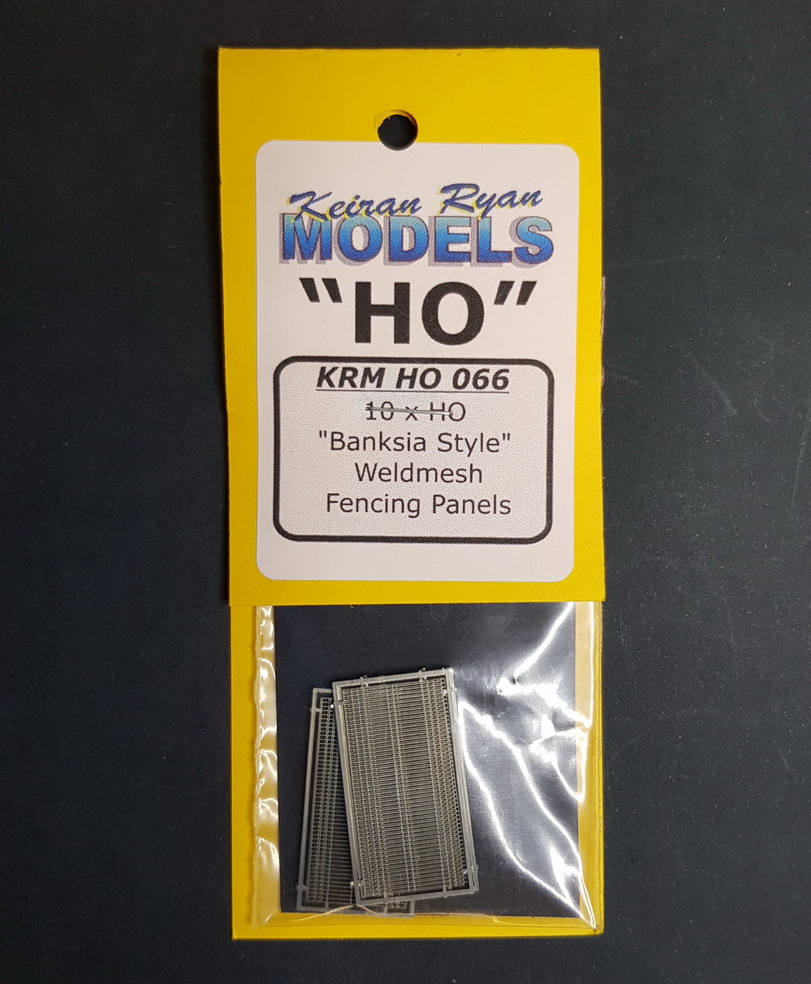 Keiran Ryan
MODELS
"HO"
KRM HO 066
10 x HO
"Banksia Style"
Weldmesh
Fencing Panels